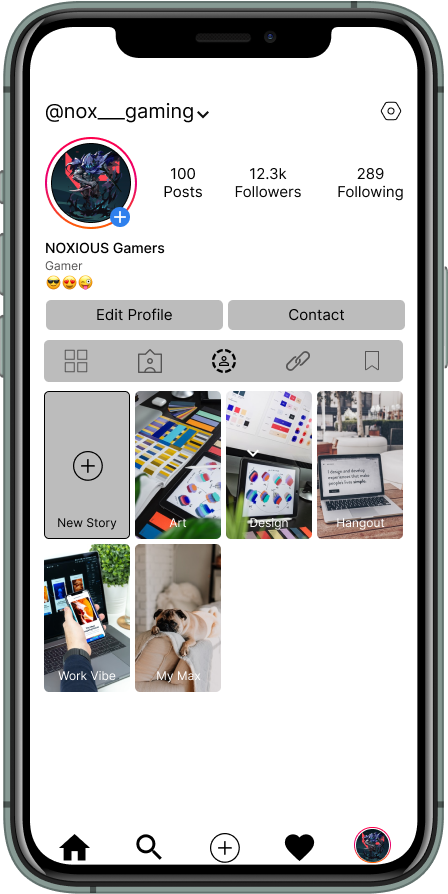 @nox___gaming
100
Posts
12.3k
Followers
289
Following
NOXIOUS Gamers
Gamer
😎😍😜
Edit Profile
Contact
New Story
Art
Design
I design and develop
experiences that make
people's lives simple.
Hangout
Work Vibe
My Max